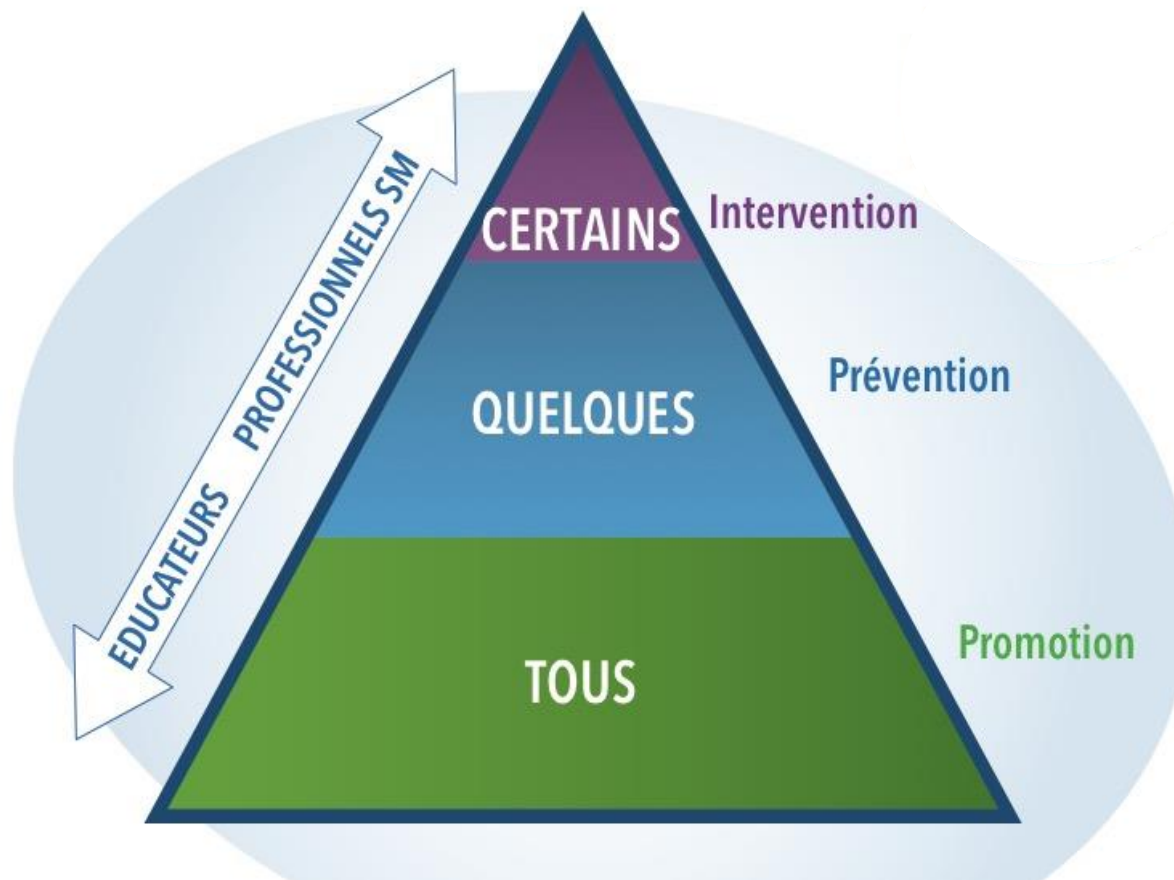 CERTAINS
Intervention
QUELQUES
Prévention
TOUS
Promotion
EDUCATEURS PROFESSIONNELS SM